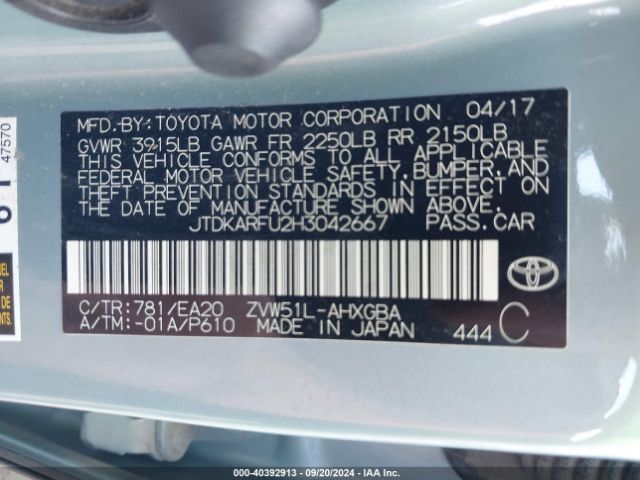 MFD.BY:TOYOTA MOTOR CORPORATION 04/17
GVWR 3915LB GAWR FR 2250LB RR 2150LB
THIS VEHICLE CONFORMS TO ALL APPLICABLE
FEDERAL MOTOR VEHICLE SAFETY,BUMPER,AND
THEFT PREVENTION STANDARDS IN EFFECT ON
THE DATE OF MANUFACTURE SHOWN ABOVE.
JTDKARFU2H3042667 PASS.CAR
C/TR:781/EA20 ZVW51L-AHXGBA
A/TM:-01A/P610 MADE IN JAPAN 444 C
47570
000-40392913 - 09/20/2024 - IAA Inc.